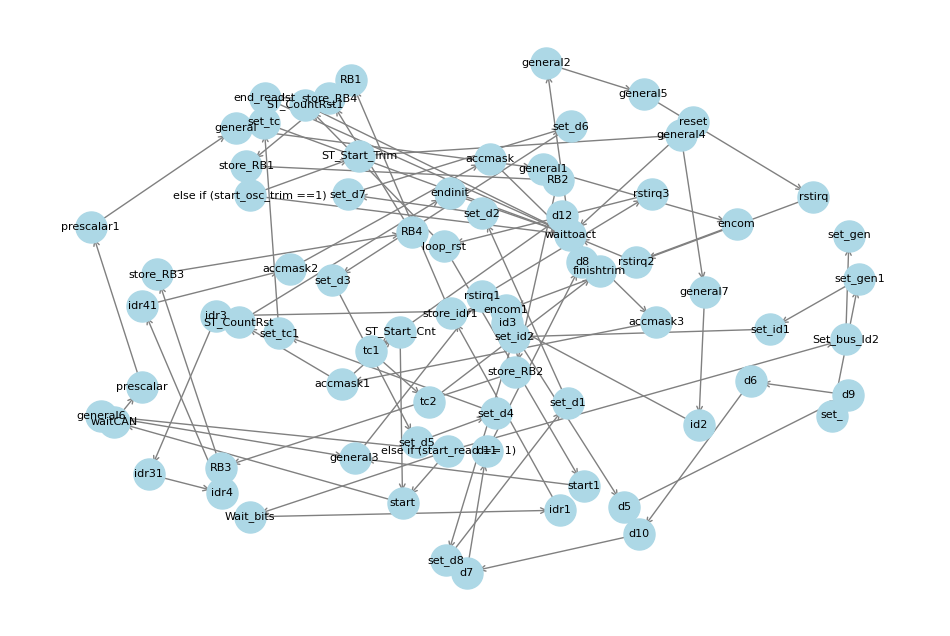 RB1
general2
general5
end_readst
store_RB4
ST_CountRst1
set_tc
general
reset
general4
set_d6
ST_Start_Trim
accmask
store_RB1
general1
RB2
else if (start_osc_trim ==1)
set_d7
endinit
rstirq3
rstirq
set_d2
d12
encom
prescalar1
RB4
waittoact
set_gen
loop_rst
d8
rstirq2
finishtrim
store_RB3
accmask2
set_d3
set_gen1
general7
rstirq1
idr41
idr3
store_idr1
encom1
ST_CountRst
id3
accmask3
set_tc1
ST_Start_Cnt
set_id2
set_id1
Set_bus_Id2
tc1
store_RB2
accmask1
prescalar
d6
d9
tc2
set_d1
set_d4
set_
general6
waitCAN
id2
set_d5
else if (start_read == 1)
d11
general3
RB3
idr31
start1
idr4
start
d5
idr1
Wait_bits
d10
set_d8
d7